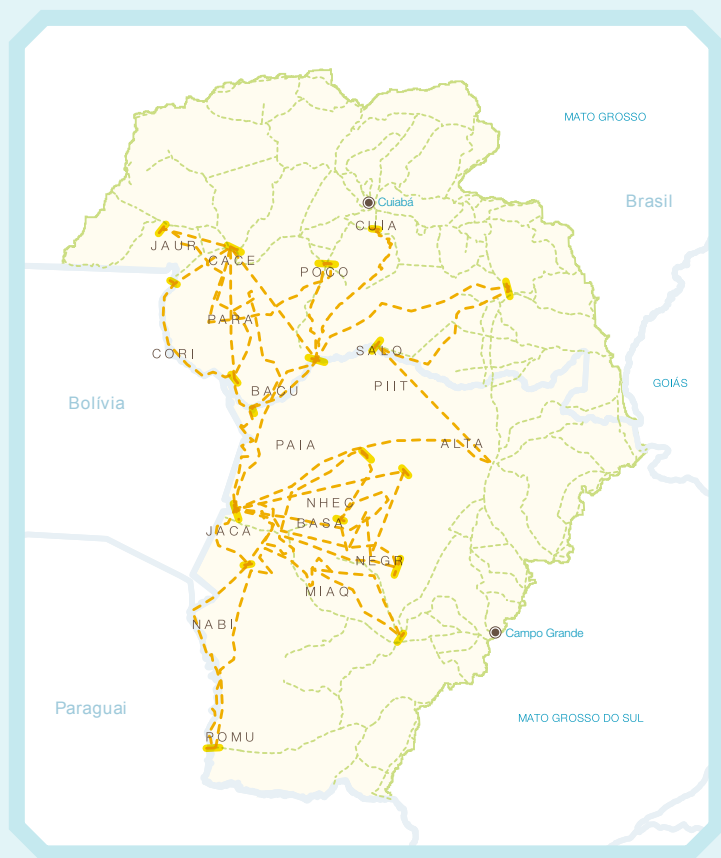 MATO GROSSO
Brasil
Cuiabá
CUIA
JAUR
CACE
POCO
PARA
CORI
SALO
GOIÁS
PIIT
BACU
Bolívia
PAIA
ALTA
NHEC
BASA
JACA
NEGR
MIAQ
NABI
Campo Grande
Paraguai
MATO GROSSO DO SUL
POMU